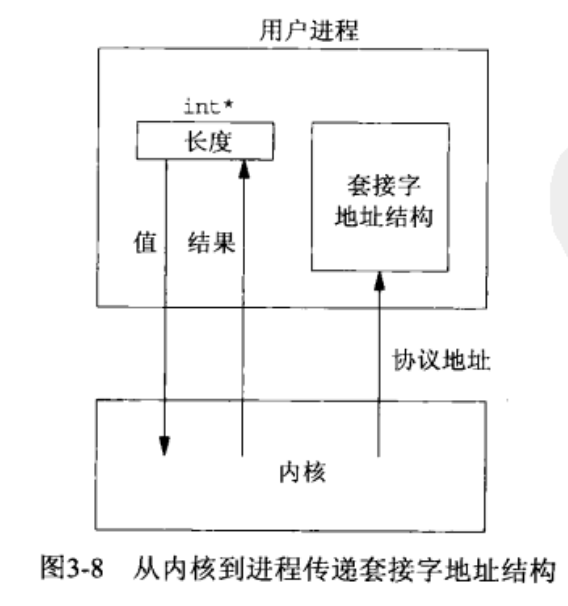 用户进程
int*
长度
套接字
地址结构
值
结果
协议地址
内核
图3-8 从内核到进程传递套接字地址结构